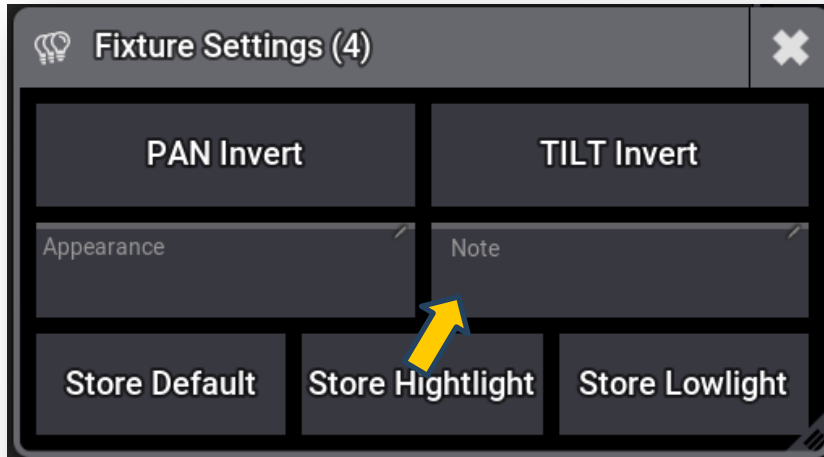 Fixture Settings (4)
PAN Invert
TILT Invert
Appearance
Note
Store Default
Store Hightlight
Store Lowlight